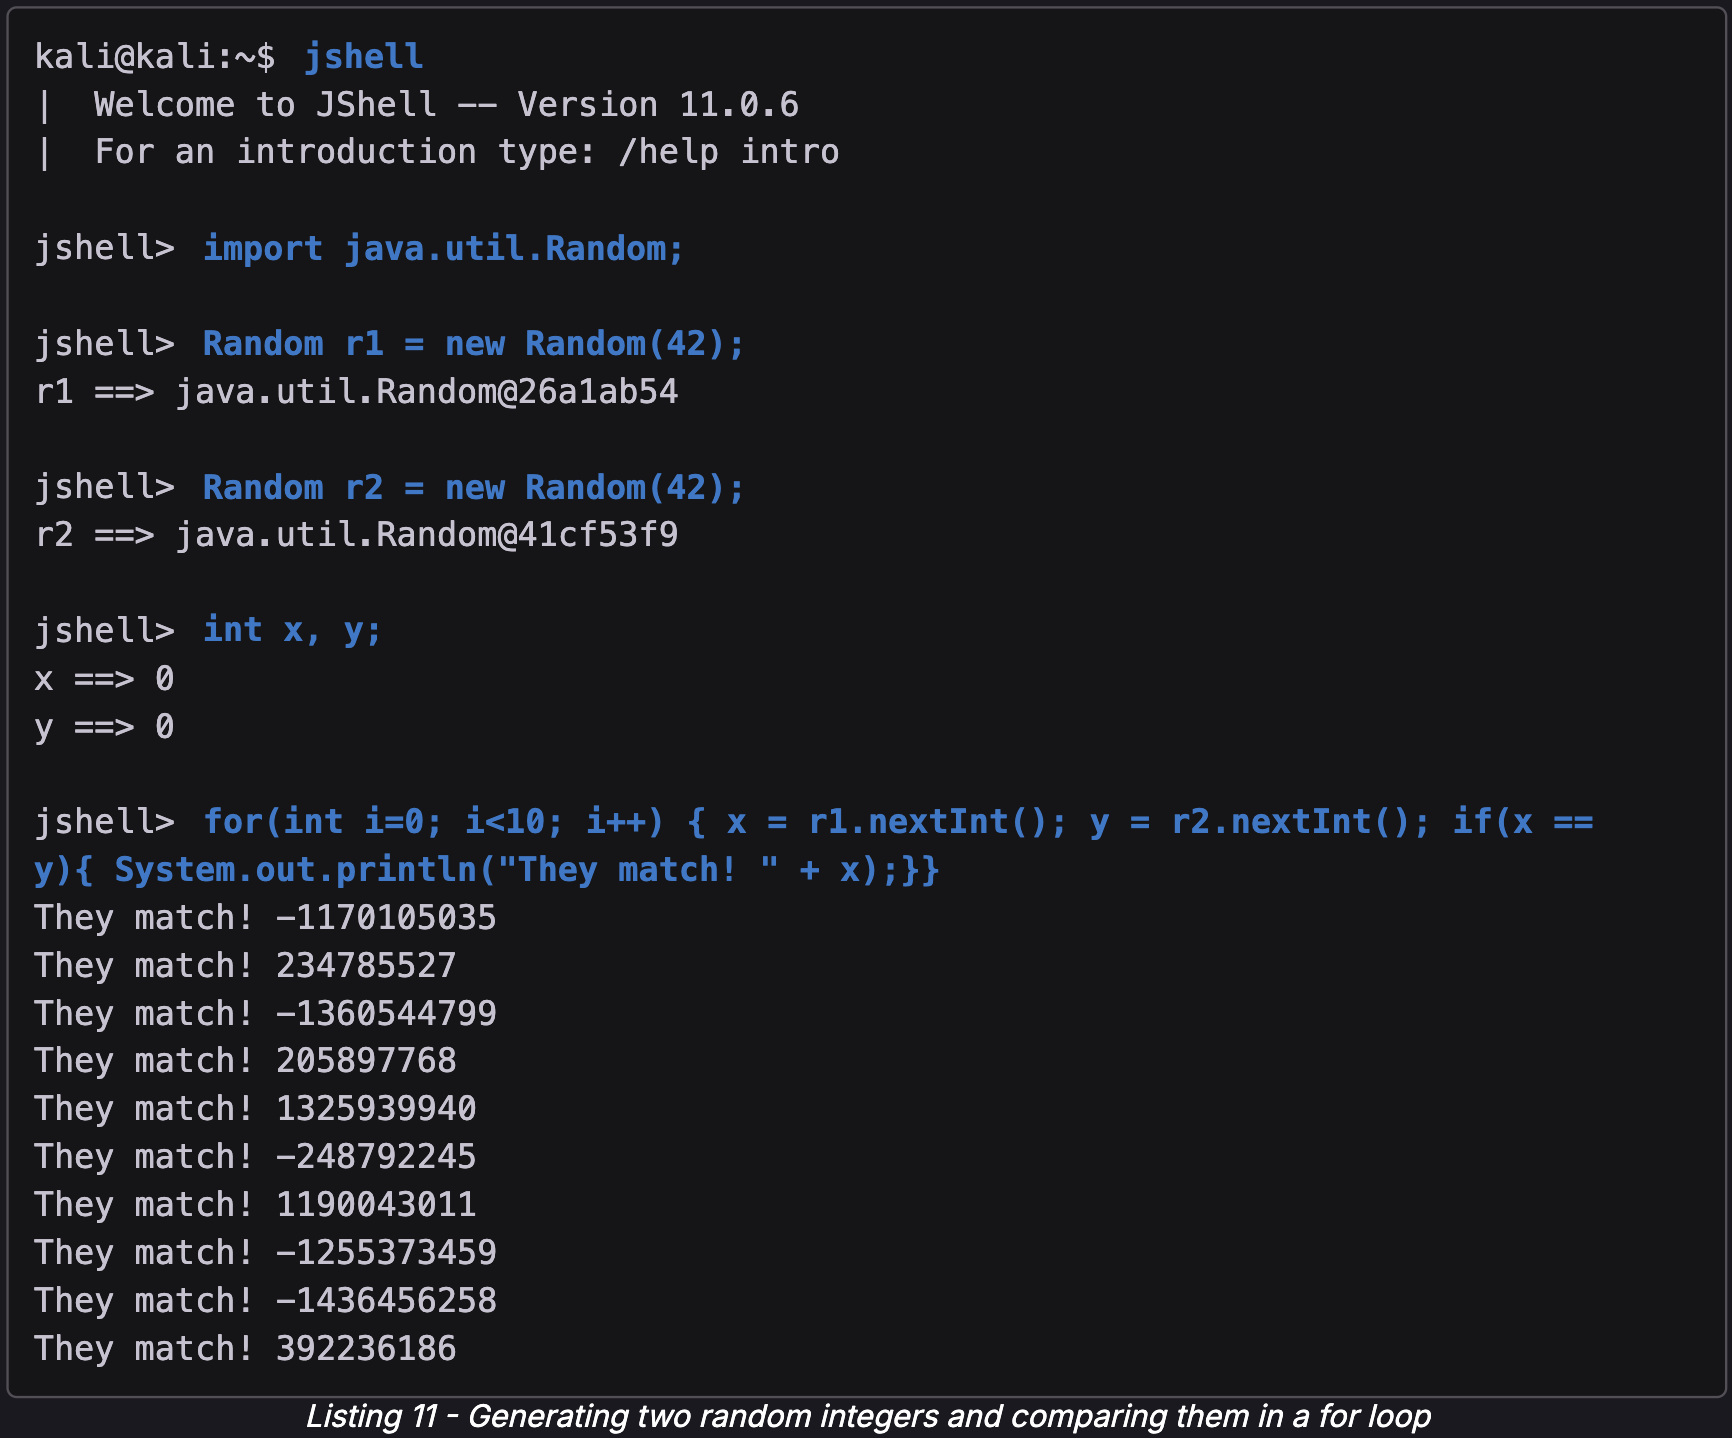 kali@kali:~$ jshell
|  Welcome to JShell -- Version 11.0.6
|  For an introduction type: /help intro
jshell> import java.util.Random;
jshell> Random r1 = new Random(42);
r1 ==> java.util.Random@26a1ab54
jshell> Random r2 = new Random(42);
r2 ==> java.util.Random@41cf53f9
jshell> int x, y;
x ==> 0
y ==> 0
jshell> for(int i=0; i<10; i++) { x = r1.nextInt(); y = r2.nextInt(); if(x ==
y){ System.out.println("They match! " + x);}}
They match! -1170105035
They match! 234785527
They match! -1360544799
They match! 205897768
They match! 1325939940
They match! -248792245
They match! 1190043011
They match! -1255373459
They match! -1436456258
They match! 392236186
Listing 11 - Generating two random integers and comparing them in a for loop